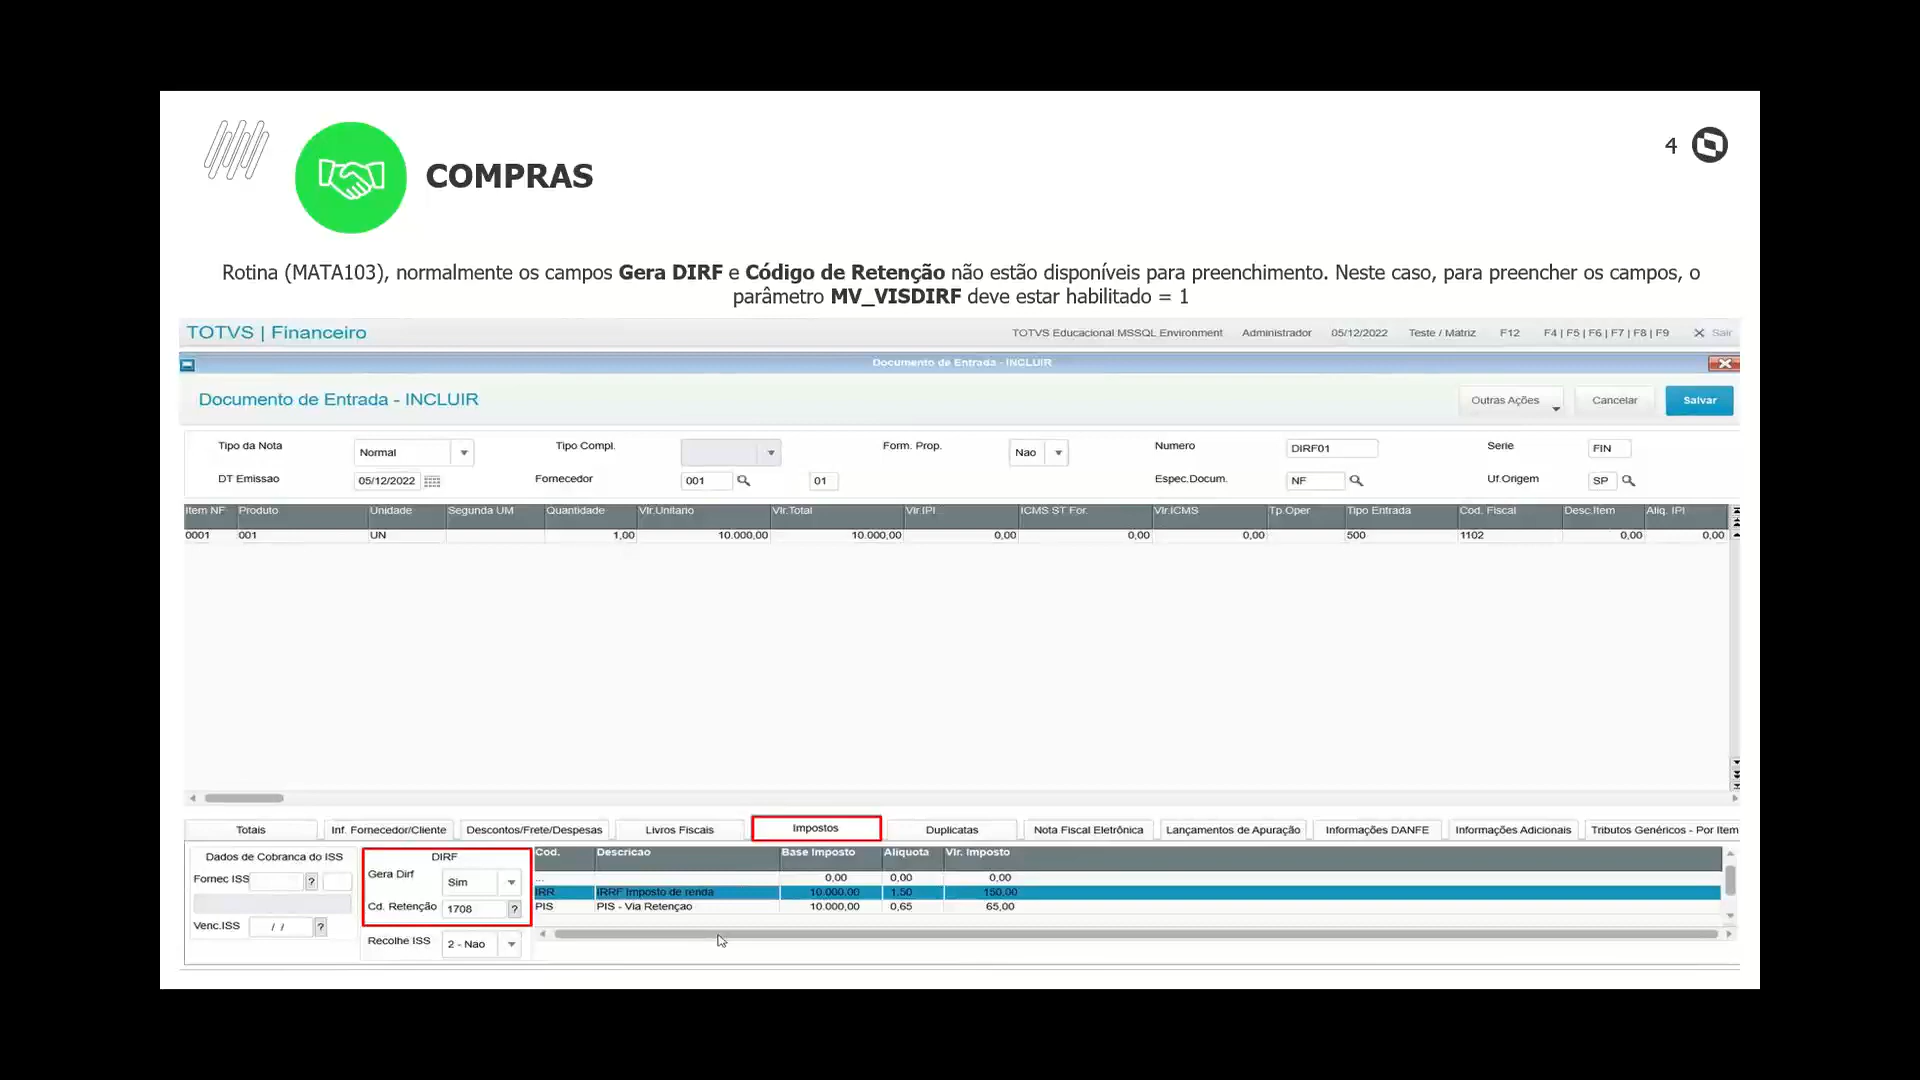 COMPRAS
4
Rotina (MATA103), normalmente os campos Gera DIRF e Código de Retenção não estão disponíveis para preenchimento. Neste caso, para preencher os campos, o
parâmetro MV_VISDIRF deve estar habilitado = 1
TOTVS | Financeiro
TOTVS Educacional MSSQL Environment Administrador 05/12/2022 Teste / Matriz F12 F4 | F5 | F6 | F7 | F8 | F9 Sair
Documento de Entrada - INCLUIR
Documento de Entrada - INCLUIR
Outras Ações Cancelar Salvar
Tipo da Nota Normal Tipo Compl. Form. Prop. Nao Numero DIRF01 Serie FIN
DT Emissao 05/12/2022 Fornecedor 001 01 Espec.Docum. NF Uf.Origem SP
Item NF Produto Unidade Segunda UM Quantidade Vlr.Unitario Vlr.Total Vlr.IPI ICMS ST For. Vlr.ICMS Tp.Oper Tipo Entrada Cod. Fiscal Desc.Item Aliq. IPI
0001 001 UN 1,00 10.000,00 10.000,00 0,00 0,00 0,00 500 1102 0,00 0,00
Totais Inf. Fornecedor/Cliente Descontos/Frete/Despesas Livros Fiscais Impostos Duplicatas Nota Fiscal Eletrônica Lançamentos de Apuração Informações DANFE Informações Adicionais Tributos Genéricos - Por Item
Dados de Cobranca do ISS
Fornec ISS ?
Venc.ISS / / ?
DIRF
Gera Dirf Sim
Cd. Retenção 1708 ?
Recolhe ISS 2 - Nao
Cod. Descricao Base Imposto Aliquota Vlr. Imposto
... 0,00 0,00 0,00
IRR IRRF Imposto de renda 10.000,00 1,50 150,00
PIS PIS - Via Retençao 10.000,00 0,65 65,00